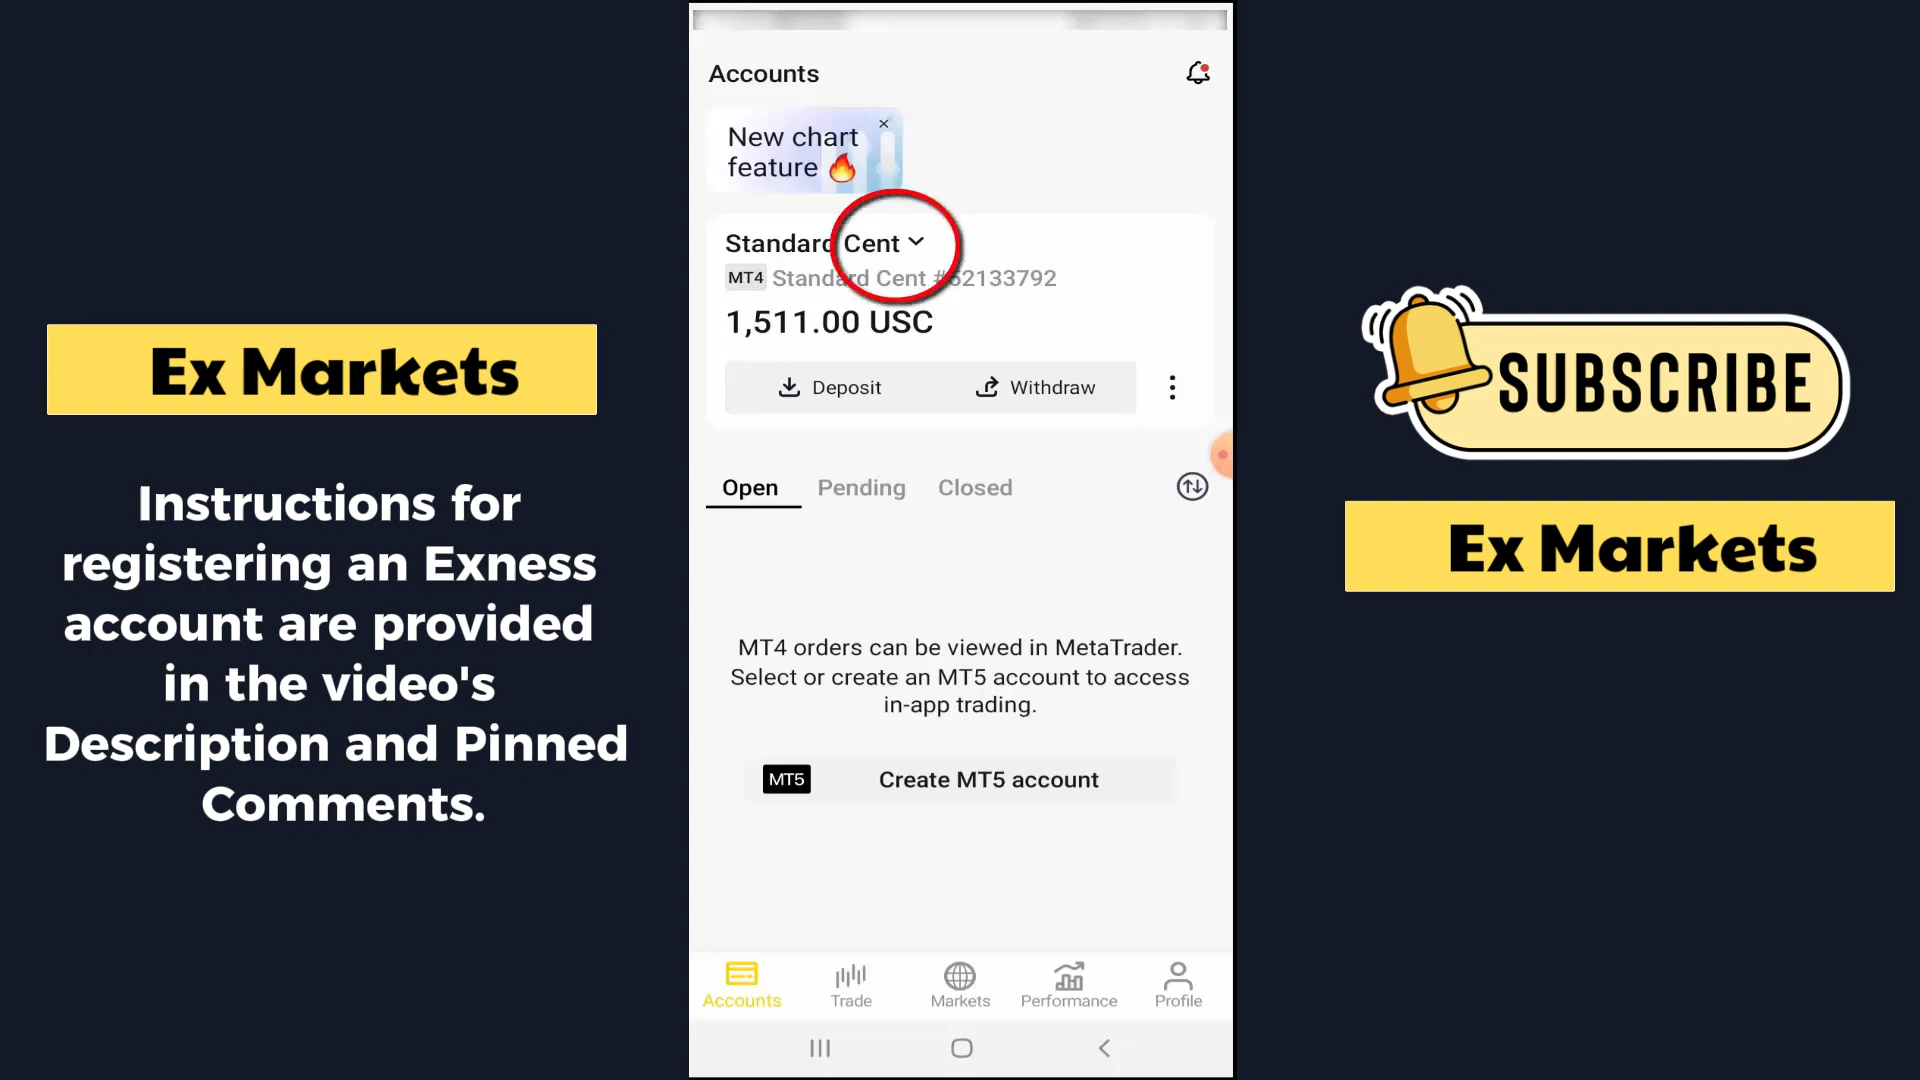 Ex Markets
Instructions for
registering an Exness
account are provided
in the video's
Description and Pinned
Comments.
Accounts
New chart
feature 🔥
Standard Cent
MT4 Standard Cent #62133792
1,511.00 USC
Deposit Withdraw
Open Pending Closed
MT4 orders can be viewed in MetaTrader.
Select or create an MT5 account to access
in-app trading.
MT5 Create MT5 account
Accounts Trade Markets Performance Profile
SUBSCRIBE
Ex Markets